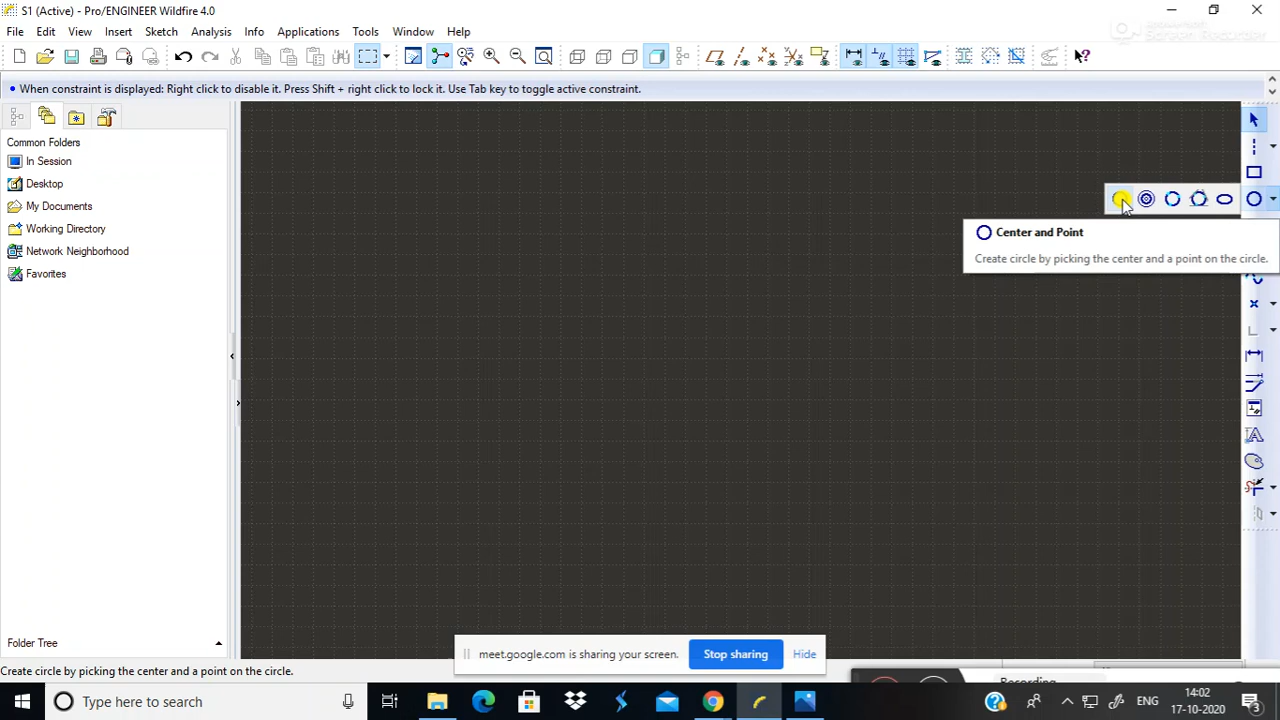 S1 (Active) - Pro/ENGINEER Wildfire 4.0
File Edit View Insert Sketch Analysis Info Applications Tools Window Help
Screen Recorder
When constraint is displayed: Right click to disable it. Press Shift + right click to lock it. Use Tab key to toggle active constraint.
Common Folders
In Session
Desktop
My Documents
Working Directory
Network Neighborhood
Favorites
Center and Point
Create circle by picking the center and a point on the circle.
Folder Tree
meet.google.com is sharing your screen. Stop sharing Hide
Create circle by picking the center and a point on the circle.
Recording
Type here to search
ENG
14:02
17-10-2020
3